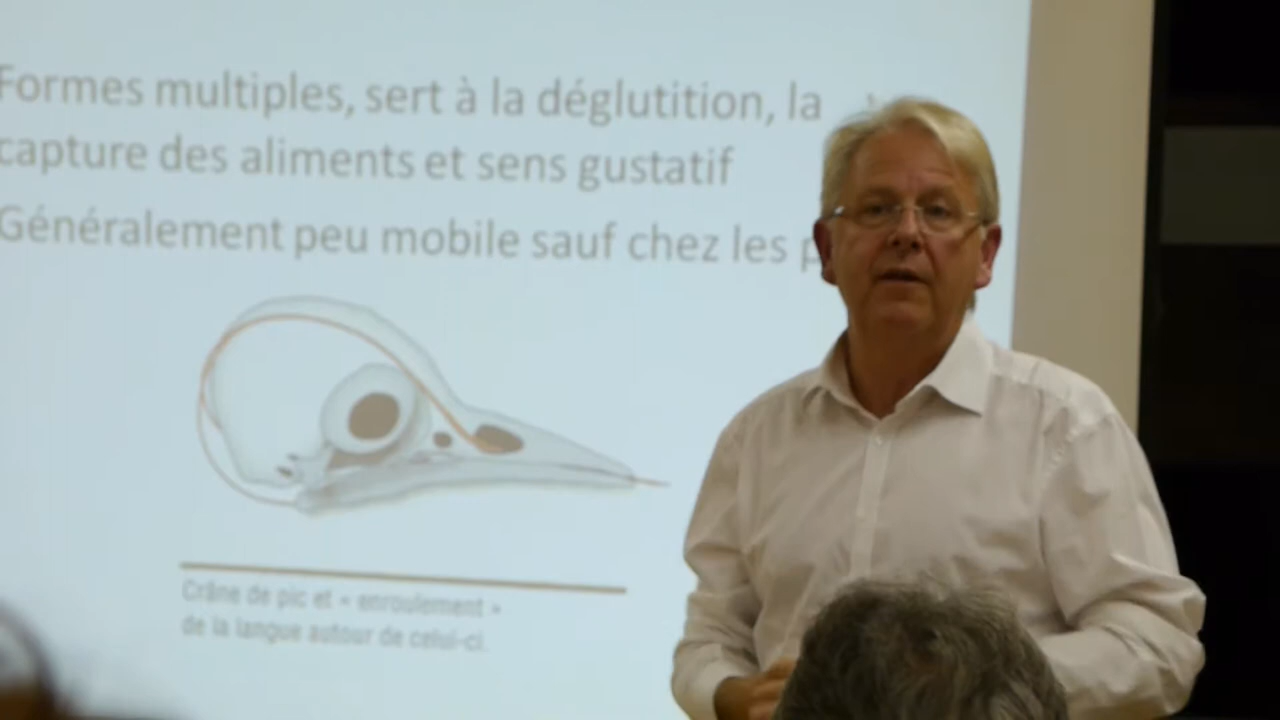 Formes multiples, sert à la déglutition, la
capture des aliments et sens gustatif
Généralement peu mobile sauf chez les
Crâne de pic et « enroulement »
de la langue autour de celui-ci.